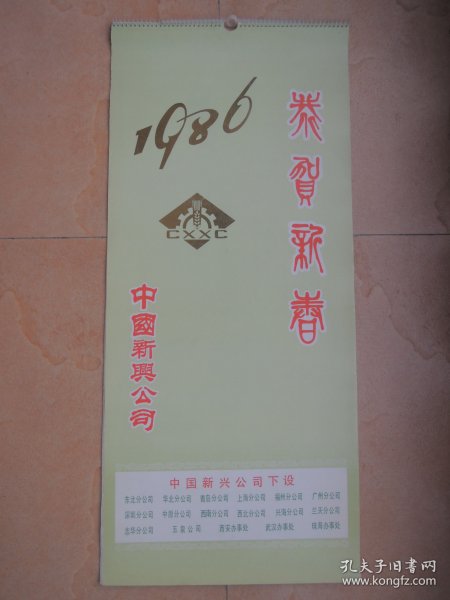 1986
恭贺新春
CXXC
中國新興公司
中国新兴公司下设
东北分公司 华北分公司 青岛分公司 上海分公司 福州分公司 广州分公司
深圳分公司 中原分公司 西南分公司 西北分公司 兴海分公司 兰天分公司
志华分公司 五泉公司 西安办事处 武汉办事处 珠海办事处
孔夫子旧书网
www.kongfz.com